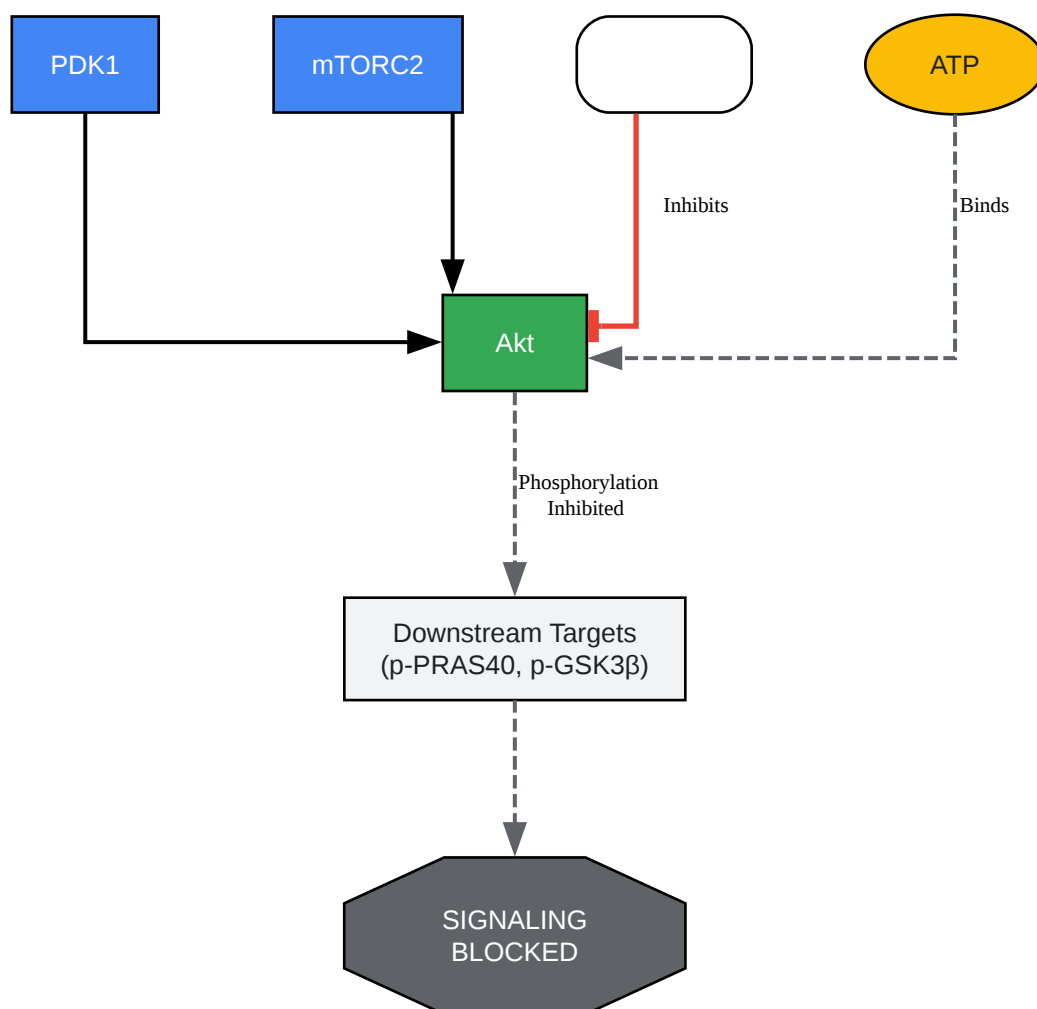 PDK1
mTORC2
ATP
Inhibits
Binds
Akt
Phosphorylation
Inhibited
Downstream Targets
(p-PRAS40, p-GSK3β)
SIGNALING
BLOCKED